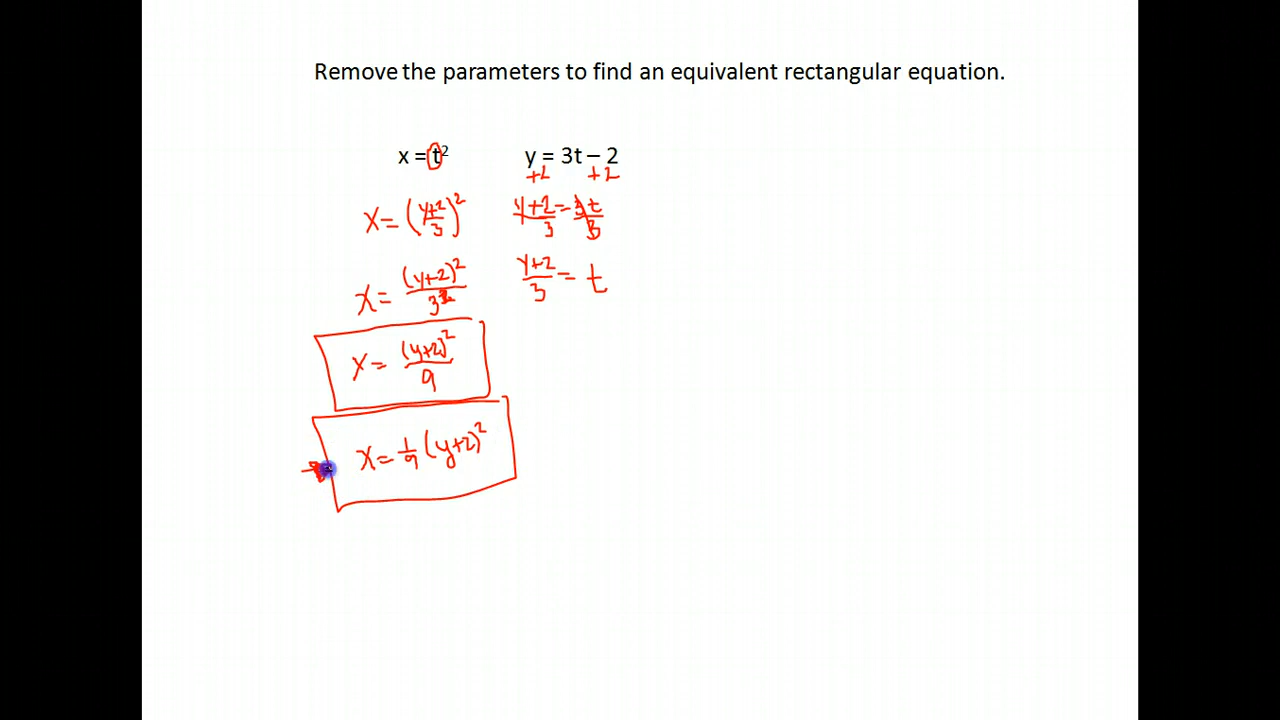 Remove the parameters to find an equivalent rectangular equation.
x = t² y = 3t − 2
+2 +2
x = ((y+2)/3)² (y+2)/3 = 3t/3
x = (y+2)²/3² (y+2)/3 = t
x = (y+2)²/9
x = 1/9 (y+2)²